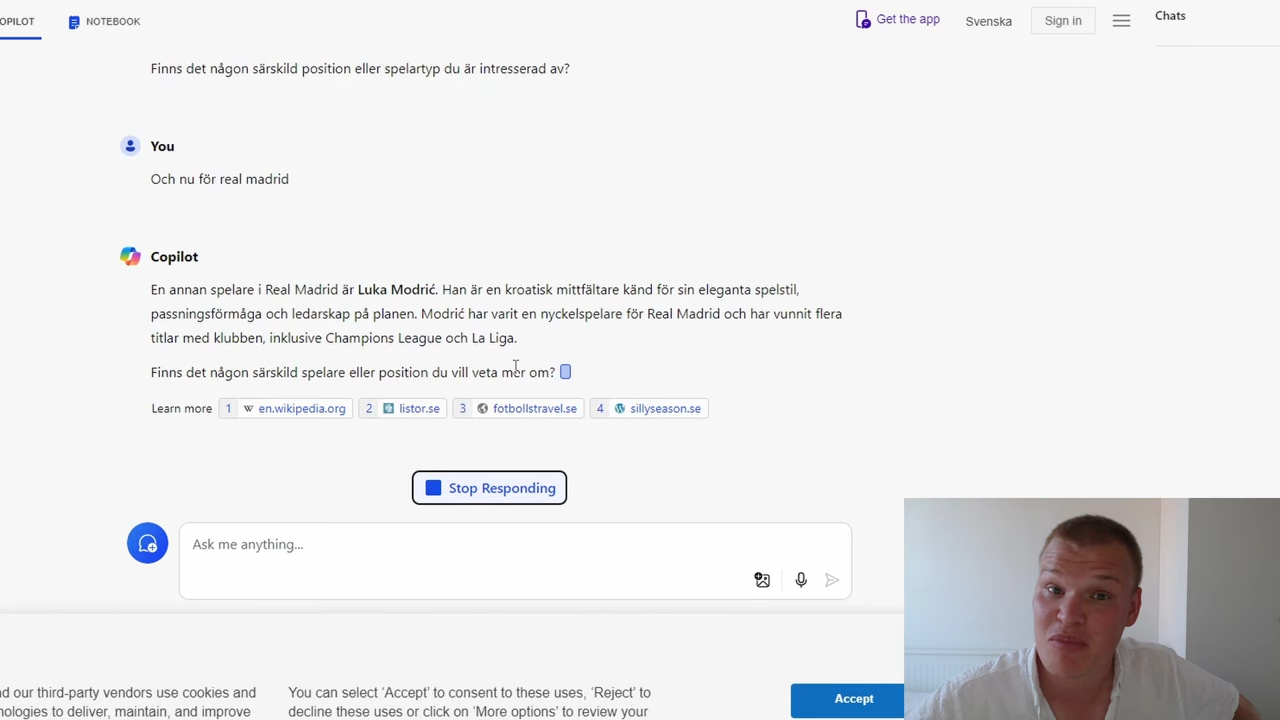 OPILOT
NOTEBOOK
Get the app
Svenska
Sign in
Chats
Finns det någon särskild position eller spelartyp du är intresserad av?
You
Och nu för real madrid
Copilot
En annan spelare i Real Madrid är Luka Modrić. Han är en kroatisk mittfältare känd för sin eleganta spelstil,
passningsförmåga och ledarskap på planen. Modrić har varit en nyckelspelare för Real Madrid och har vunnit flera
titlar med klubben, inklusive Champions League och La Liga.
Finns det någon särskild spelare eller position du vill veta mer om?
Learn more 1 W en.wikipedia.org 2 listor.se 3 fotbollstravel.se 4 sillyseason.se
Stop Responding
Ask me anything...
nd our third-party vendors use cookies and
nologies to deliver, maintain, and improve
You can select ‘Accept’ to consent to these uses, ‘Reject’ to
decline these uses or click on ‘More options’ to review your
Accept